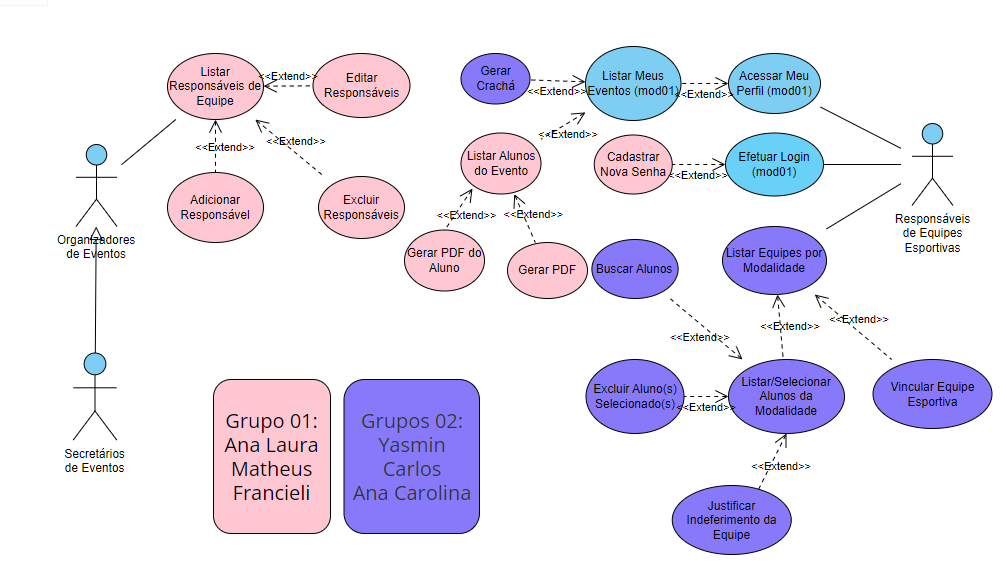 Listar
Responsáveis de
Equipe
<<Extend>>
Editar
Responsáveis
<<Extend>>
<<Extend>>
Adicionar
Responsável
Excluir
Responsáveis
Organizadores
de Eventos
Secretários
de Eventos
Gerar
Crachá
<<Extend>>
Listar Meus
Eventos (mod01)
<<Extend>>
Acessar Meu
Perfil (mod01)
<<Extend>>
Listar Alunos
do Evento
Cadastrar
Nova Senha
<<Extend>>
Efetuar Login
(mod01)
<<Extend>>
<<Extend>>
Gerar PDF do
Aluno
Gerar PDF
Responsáveis
de Equipes
Esportivas
Buscar Alunos
Listar Equipes por
Modalidade
<<Extend>>
<<Extend>>
<<Extend>>
Excluir Aluno(s)
Selecionado(s)
<<Extend>>
Listar/Selecionar
Alunos da
Modalidade
Vincular Equipe
Esportiva
<<Extend>>
Justificar
Indeferimento da
Equipe
Grupo 01:
Ana Laura
Matheus
Francieli
Grupos 02:
Yasmin
Carlos
Ana Carolina